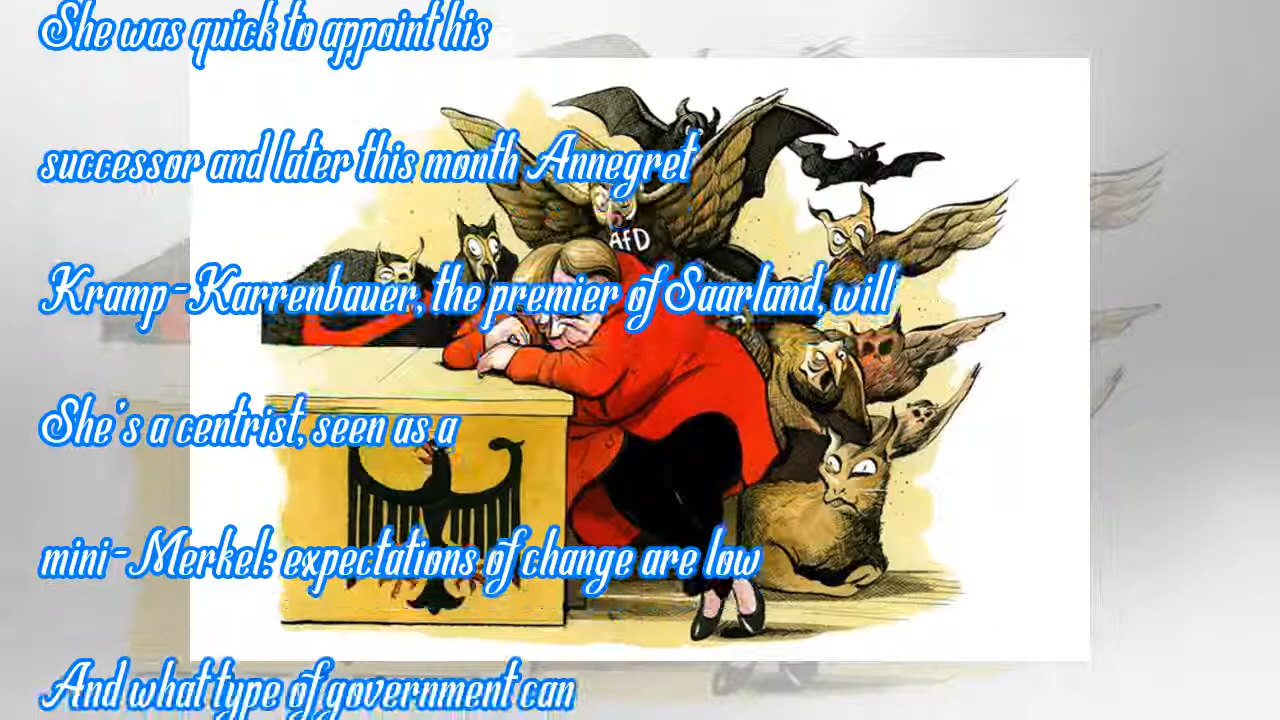 She was quick to appoint his
successor and later this month Annegret
AfD
Kramp-Karrenbauer, the premier of Saarland, will
She's a centrist, seen as a
mini-Merkel: expectations of change are low
And what type of government can